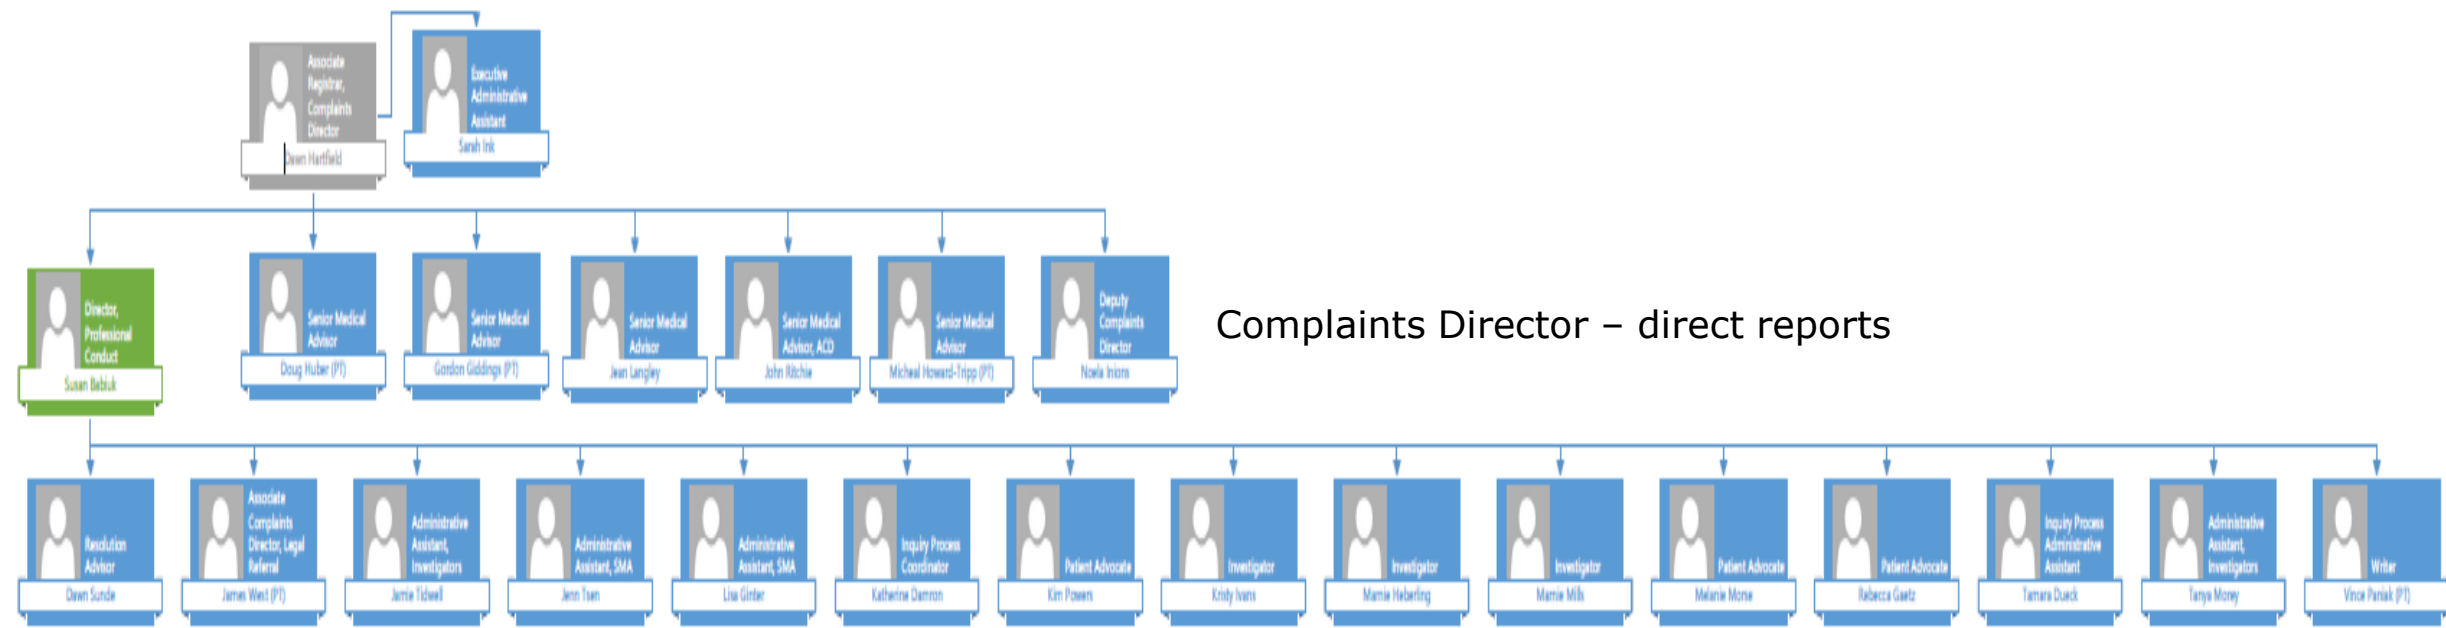 Associate
Registrar,
Complaints
Director
Dawn Hartfield
Executive
Administrative
Assistant
Sarah Ink
Director,
Professional
Conduct
Susan Babiuk
Senior Medical
Advisor
Doug Huber (PT)
Senior Medical
Advisor
Gordon Giddings (PT)
Senior Medical
Advisor
Jean Langley
Senior Medical
Advisor, ACD
John Ritchie
Senior Medical
Advisor
Micheal Howard-Tripp (PT)
Deputy
Complaints
Director
Noela Inions
Complaints Director – direct reports
Resolution
Advisor
Dawn Sunde
Associate
Complaints
Director, Legal
Referral
James West (PT)
Administrative
Assistant,
Investigators
Jamie Tidwell
Administrative
Assistant, SMA
Jenn Tsen
Administrative
Assistant, SMA
Lisa Ginter
Inquiry Process
Coordinator
Katherine Damron
Patient Advocate
Kim Powers
Investigator
Kristy Ivans
Investigator
Marnie Heberling
Investigator
Marnie Mills
Patient Advocate
Melanie Morse
Patient Advocate
Rebecca Gaetz
Inquiry Process
Administrative
Assistant
Tamara Dueck
Administrative
Assistant,
Investigators
Tanya Morey
Writer
Vince Paniak (PT)